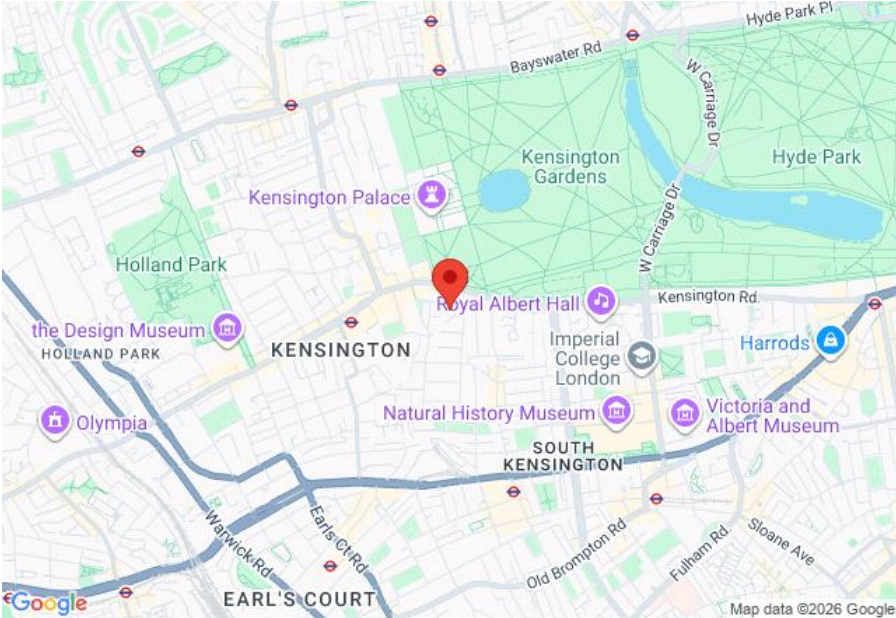 Hyde Park Pl
Bayswater Rd
W Carriage Dr
Kensington
Gardens
Hyde Park
Kensington Palace
W Carriage Dr
Holland Park
Royal Albert Hall
Kensington Rd.
the Design Museum
HOLLAND PARK
KENSINGTON
Imperial
College
London
Harrods
Olympia
Natural History Museum
Victoria and
Albert Museum
SOUTH
KENSINGTON
Warwick Rd
Earls Ct Rd
Old Brompton Rd
Fulham Rd.
Sloane Ave
EARL'S COURT
Google
Map data ©2026 Google